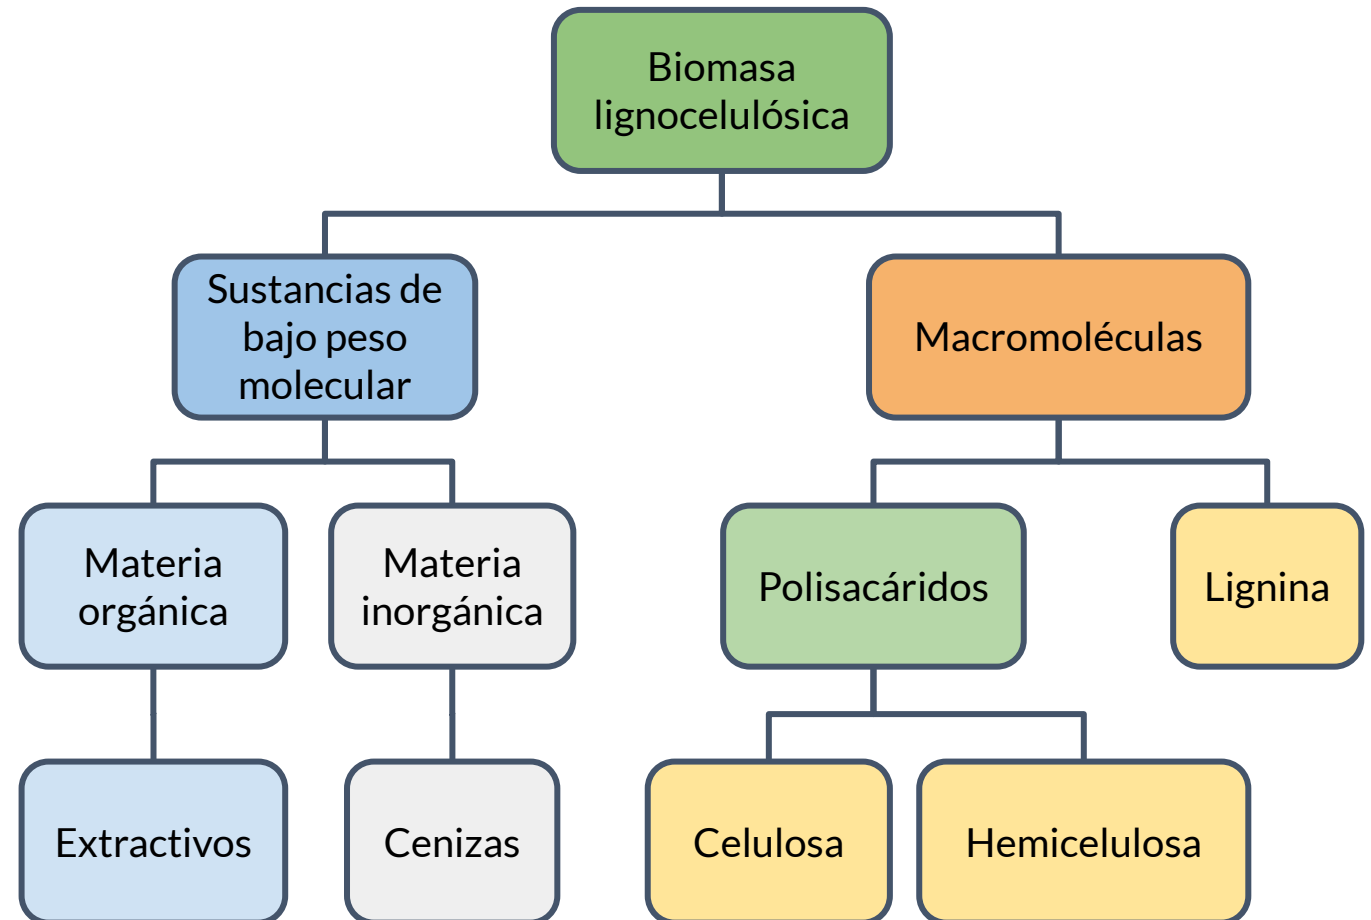 Biomasa
lignocelulósica
Sustancias de
bajo peso
molecular
Macromoléculas
Materia
orgánica
Materia
inorgánica
Polisacáridos
Lignina
Extractivos
Cenizas
Celulosa
Hemicelulosa